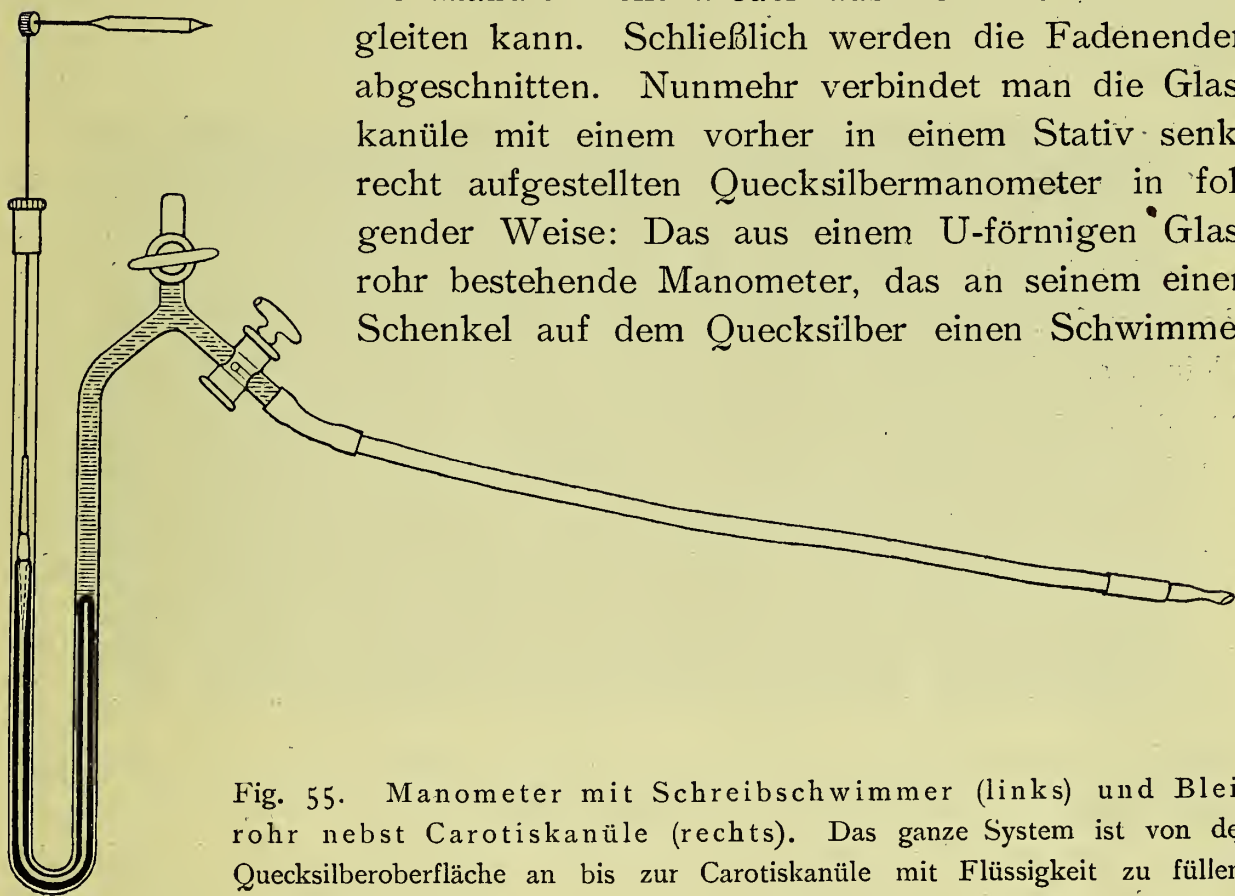 gleiten kann. Schließlich werden die Fadenende
abgeschnitten. Nunmehr verbindet man die Glas
kanüle mit einem vorher in einem Stativ senk
recht aufgestellten Quecksilbermanometer in fol
gender Weise: Das aus einem U-förmigen Glas
rohr bestehende Manometer, das an seinem einen
Schenkel auf dem Quecksilber einen Schwimme
Fig. 55. Manometer mit Schreibschwimmer (links) und Blei
rohr nebst Carotiskanüle (rechts). Das ganze System ist von de
Quecksilberoberfläche an bis zur Carotiskanüle mit Flüssigkeit zu füllen